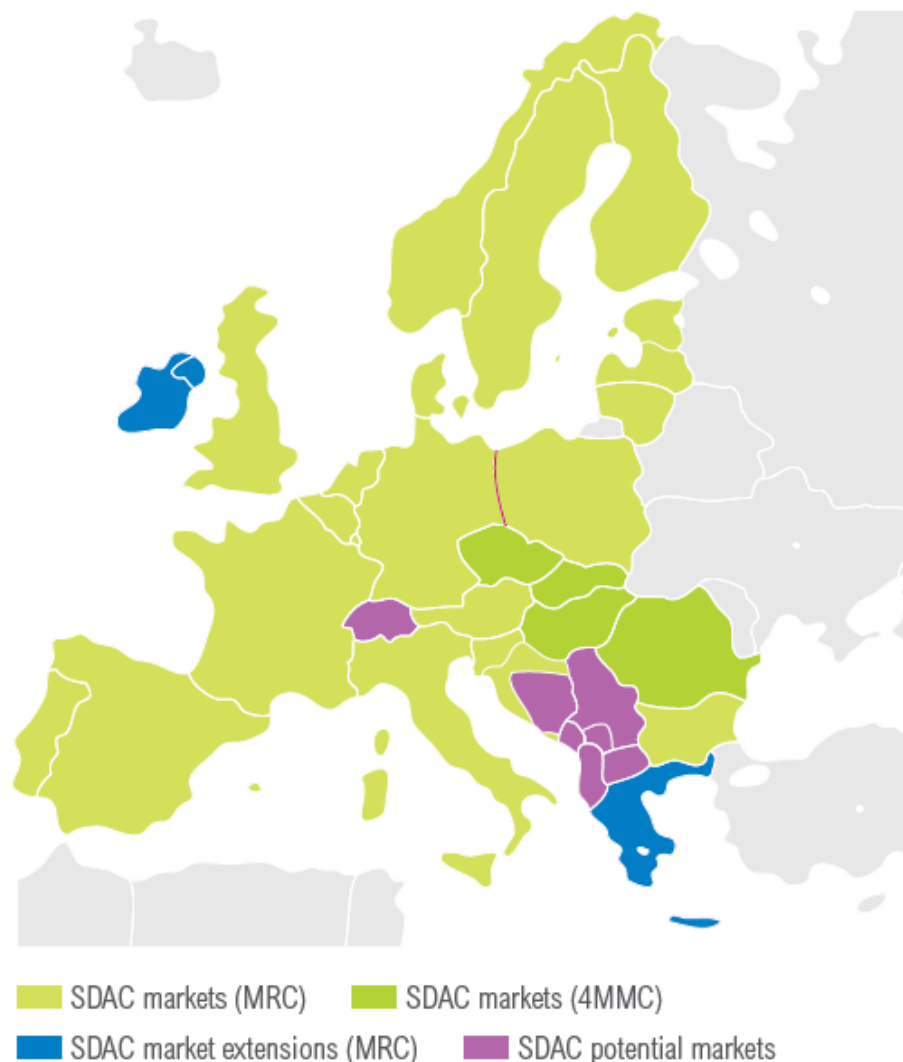 SDAC markets (MRC) SDAC markets (4MMC)
SDAC market extensions (MRC) SDAC potential markets